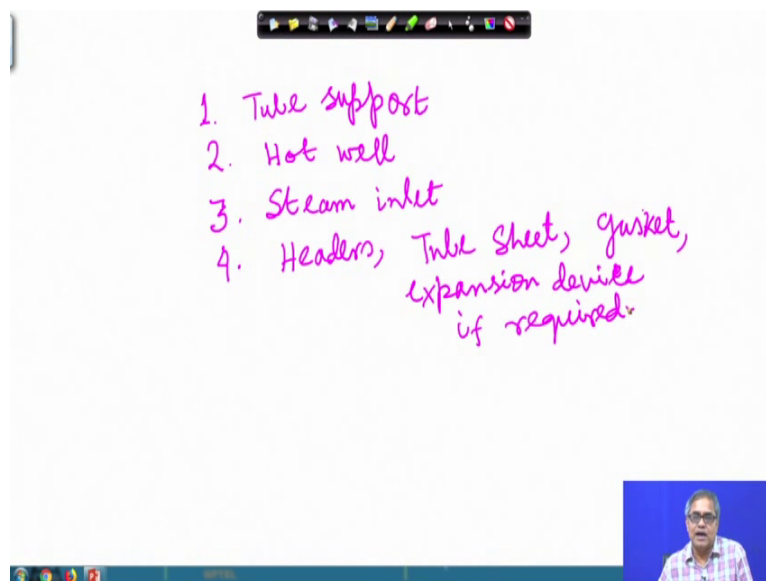 1. Tube support
2. Hot well
3. Steam inlet
4. Headers, Tube Sheet, gasket,
expansion device
if required.